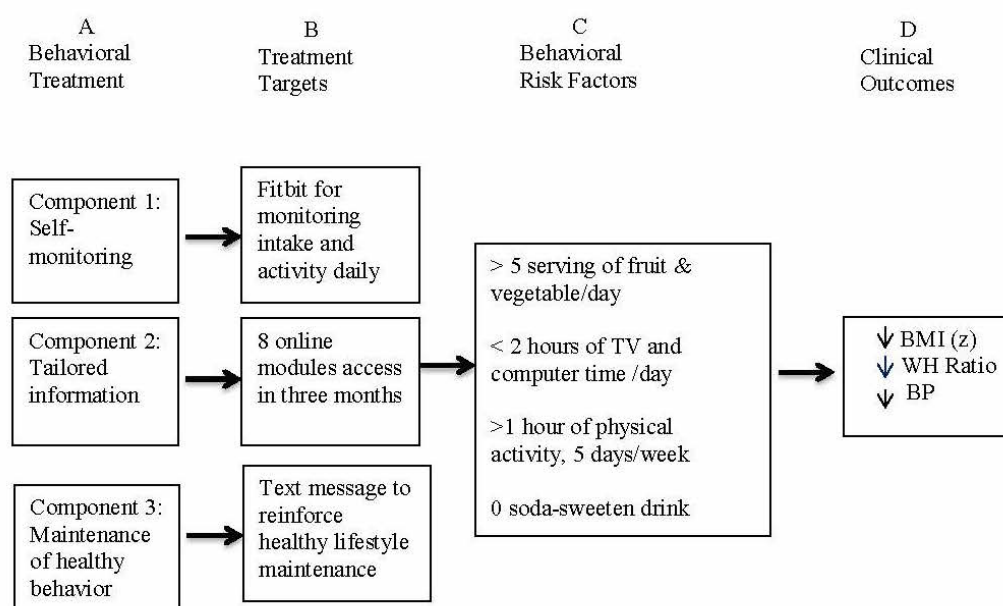 A
Behavioral
Treatment
B
Treatment
Targets
C
Behavioral
Risk Factors
D
Clinical
Outcomes
Component 1:
Self-
monitoring
Fitbit for
monitoring
intake and
activity daily
Component 2:
Tailored
information
8 online
modules access
in three months
Component 3:
Maintenance
of healthy
behavior
Text message to
reinforce
healthy lifestyle
maintenance
> 5 serving of fruit &
vegetable/day
< 2 hours of TV and
computer time /day
>1 hour of physical
activity, 5 days/week
0 soda-sweeten drink
↓ BMI (z)
↓ WH Ratio
↓ BP